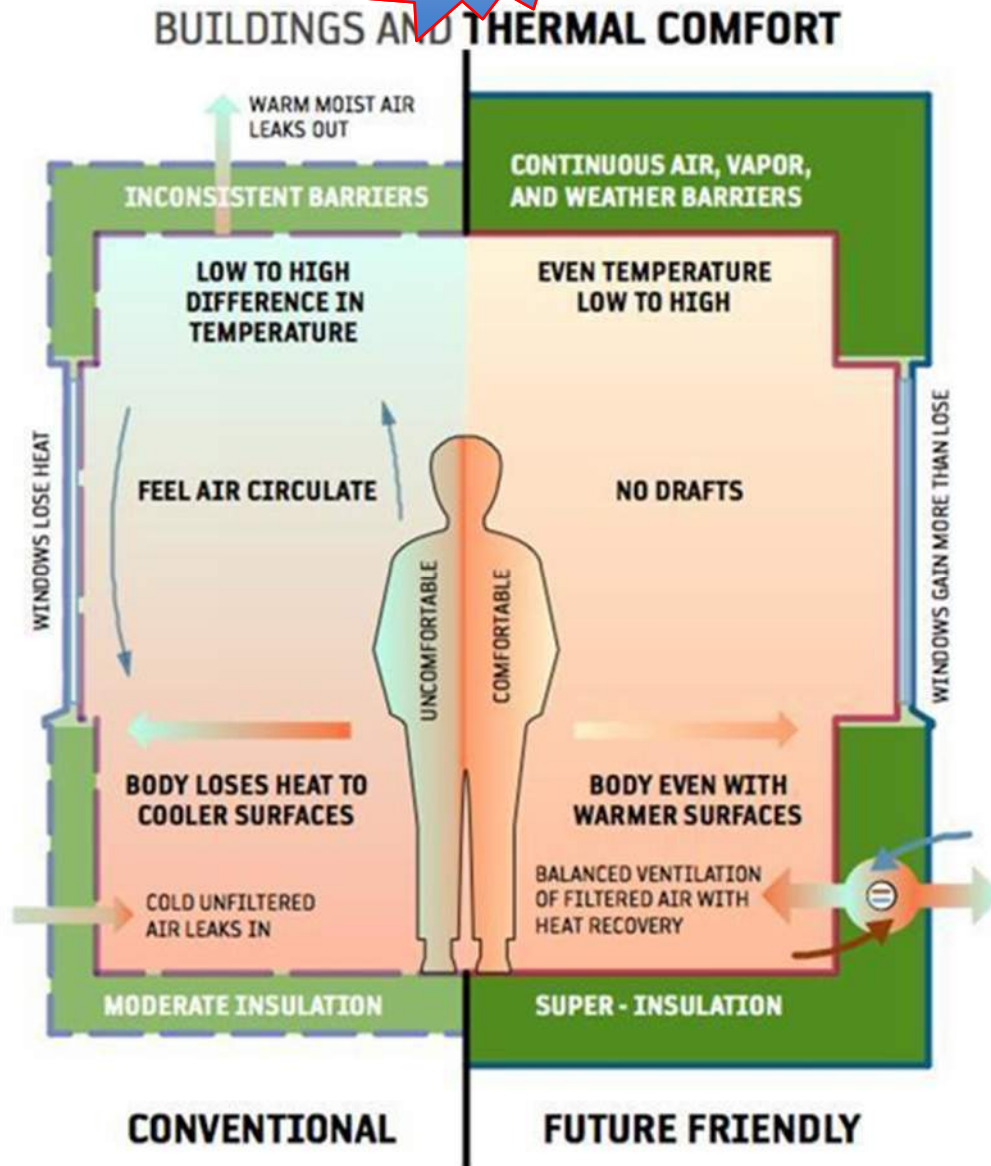 BUILDINGS AND THERMAL COMFORT
WARM MOIST AIR
LEAKS OUT
INCONSISTENT BARRIERS
CONTINUOUS AIR, VAPOR,
AND WEATHER BARRIERS
LOW TO HIGH
DIFFERENCE IN
TEMPERATURE
EVEN TEMPERATURE
LOW TO HIGH
WINDOWS LOSE HEAT
FEEL AIR CIRCULATE
NO DRAFTS
WINDOWS GAIN MORE THAN LOSE
UNCOMFORTABLE
COMFORTABLE
BODY LOSES HEAT TO
COOLER SURFACES
BODY EVEN WITH
WARMER SURFACES
COLD UNFILTERED
AIR LEAKS IN
BALANCED VENTILATION
OF FILTERED AIR WITH
HEAT RECOVERY
MODERATE INSULATION
SUPER - INSULATION
CONVENTIONAL
FUTURE FRIENDLY